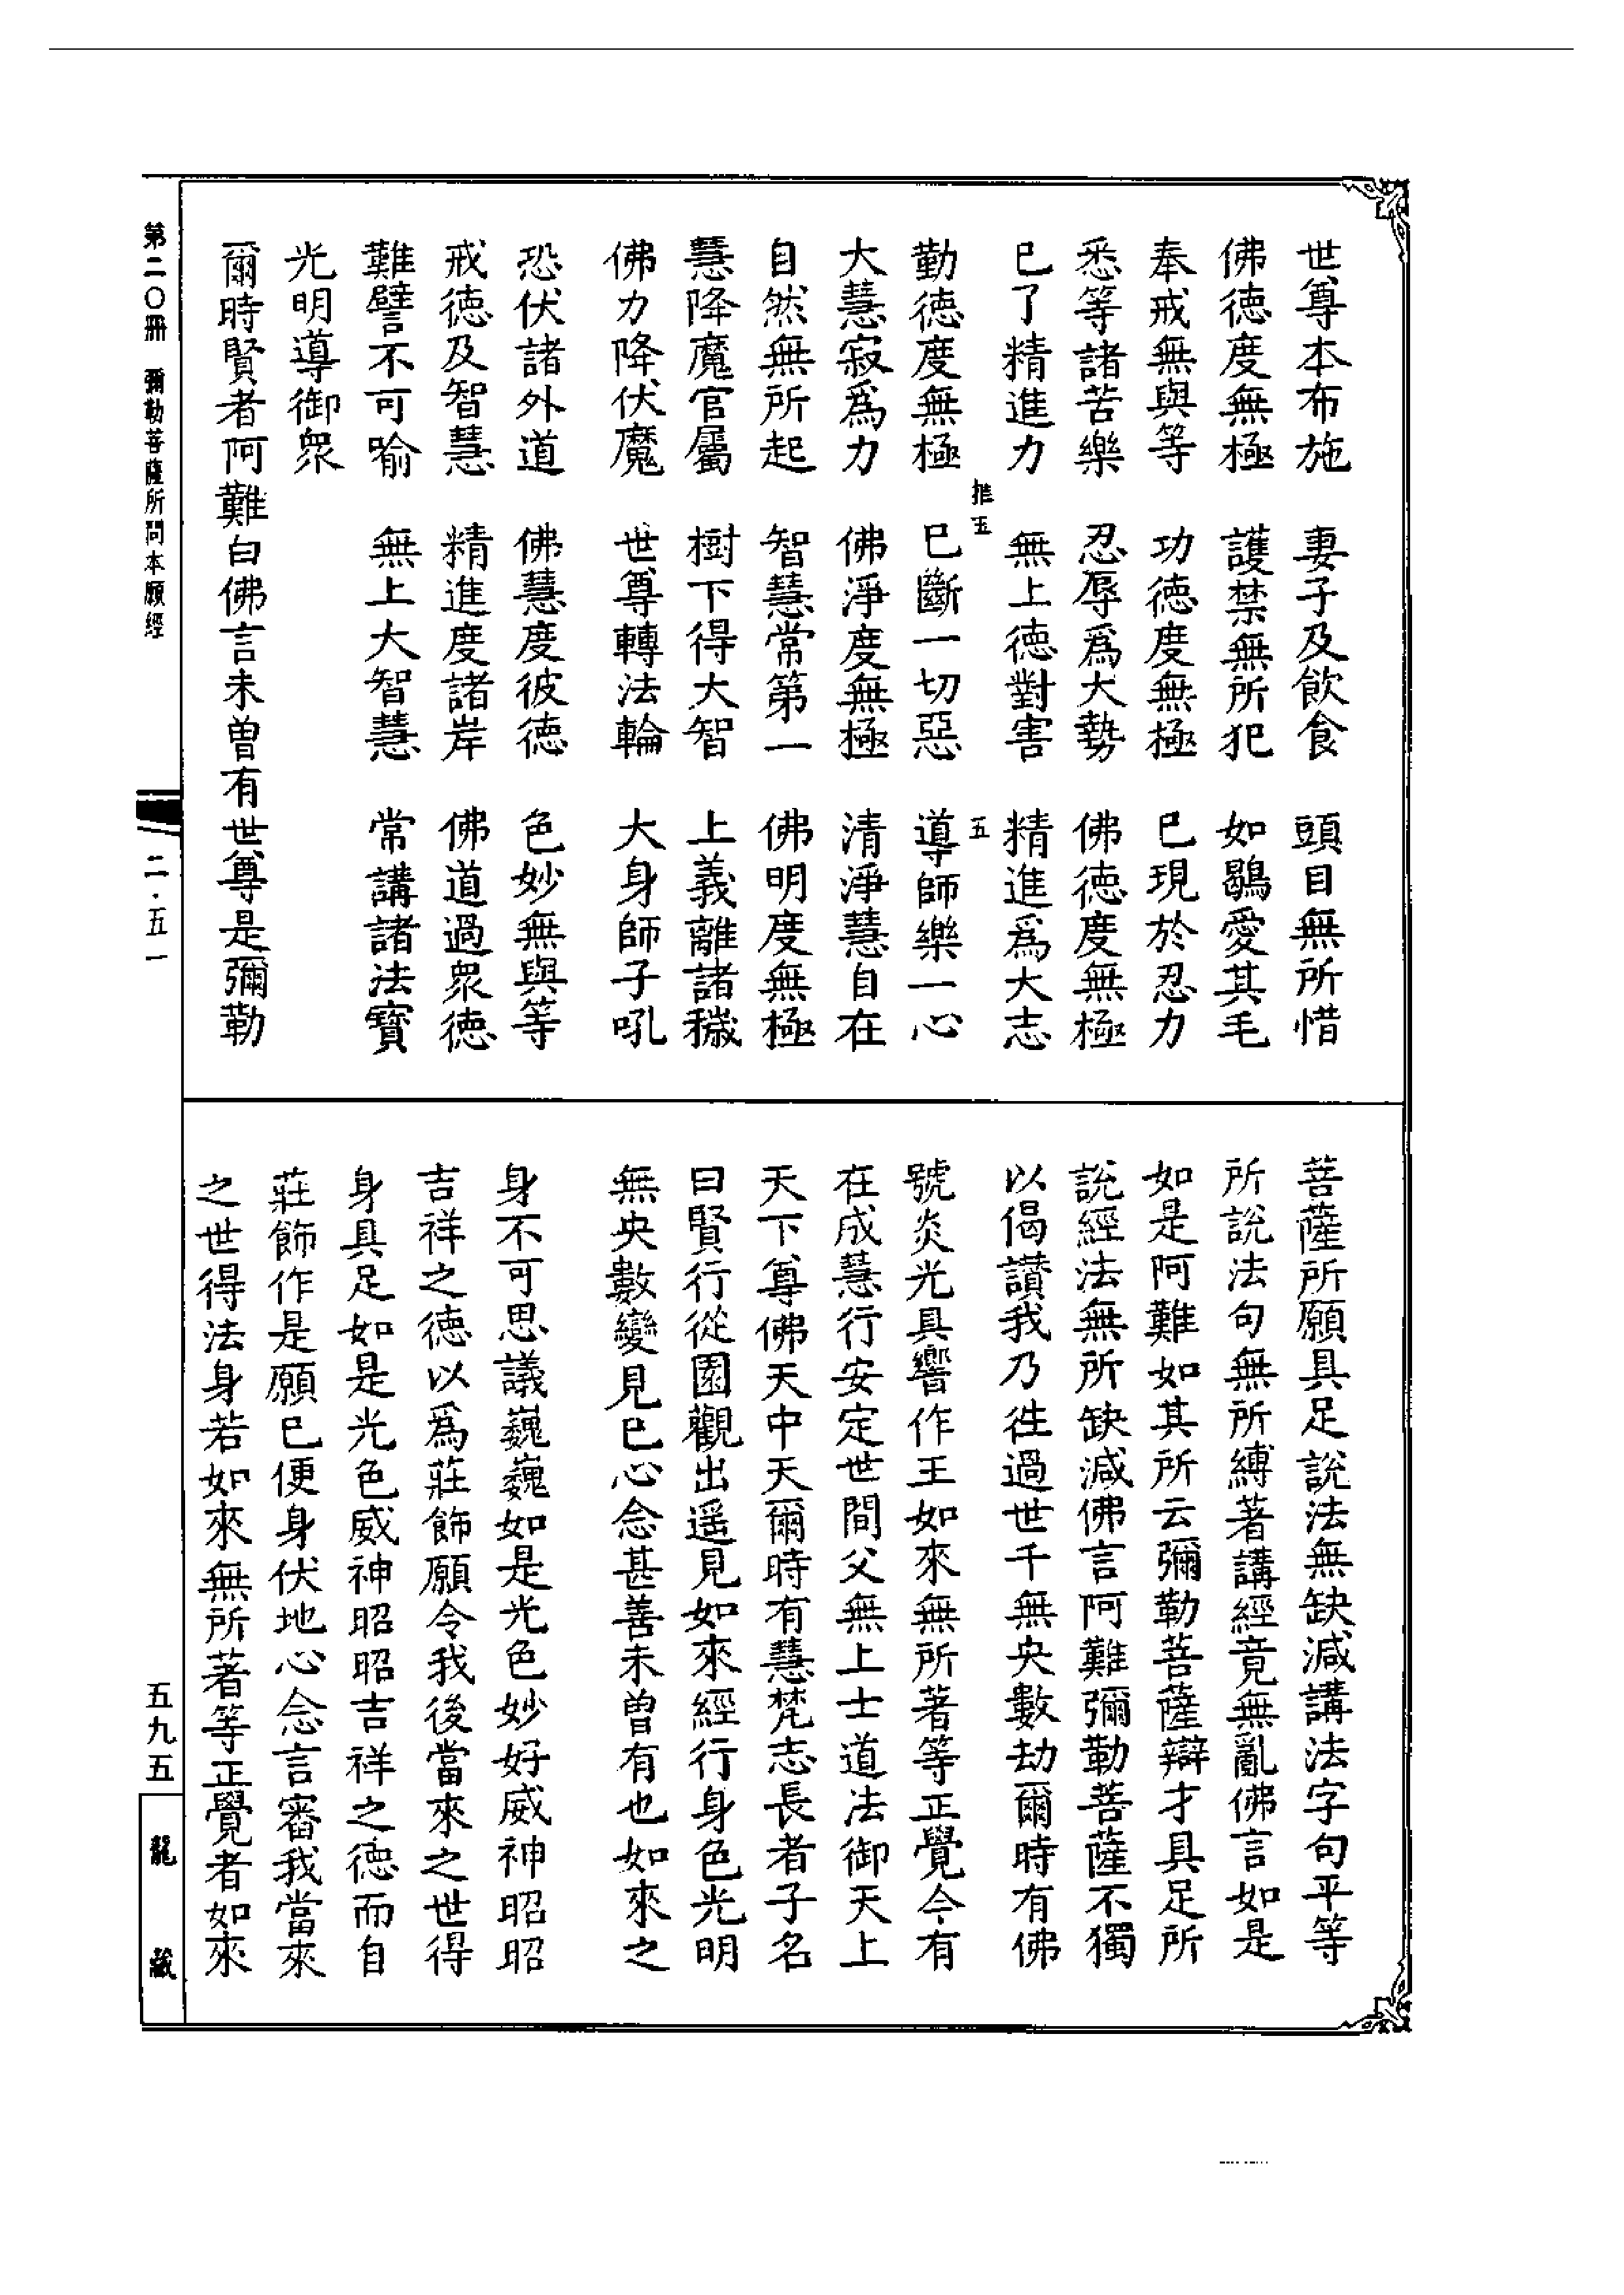 世尊本布施　妻子及飲食　頭目無所惜
佛德度無極　護禁無所犯　如鶡愛其毛
奉戒無與等　功德度無極　已現於忍力
悉等諸苦樂　忍辱爲大勢　佛德度無極
已了精進力　無上德對害　精進爲大志
推五　五
勤德度無極　已斷一切惡　導師樂一心
大慧寂爲力　佛淨度無極　清淨慧自在
自然無所起　智慧常第一　佛明度無極
慧降魔官屬　樹下得大智　上義離諸穢
佛力降伏魔　世尊轉法輪　大身師子吼
恐伏諸外道　佛慧度彼德　色妙無與等
戒德及智慧　精進度諸岸　佛道過衆德
難譬不可喻　無上大智慧　常講諸法寶
光明導御衆
爾時賢者阿難白佛言未曾有世尊是彌勒
菩薩所願具足說法無缺減講法字句平等
所說法句無所縛著講經竟無亂佛言如是
如是阿難如其所云彌勒菩薩辯才具足所
說經法無所缺減佛言阿難彌勒菩薩不獨
以偈讃我乃徃過世千無央數劫爾時有佛
號炎光具響作王如來無所著等正覺今有
在成慧行安定世間父無上士道法御天上
天下尊佛天中天爾時有慧梵志長者子名
曰賢行從園觀出遥見如來經行身色光明
無央數變見已心念甚善未曾有也如來之
身不可思議巍巍如是光色妙好威神昭昭
吉祥之德以爲莊飾願令我後當來之世得
身具足如是光色威神昭昭吉祥之德而自
莊飾作是願已便身伏地心念言審我當來
之世得法身若如來無所著等正覺者如來
第二〇冊　彌勒菩薩所問本願經
二·五一
五九五
龍藏